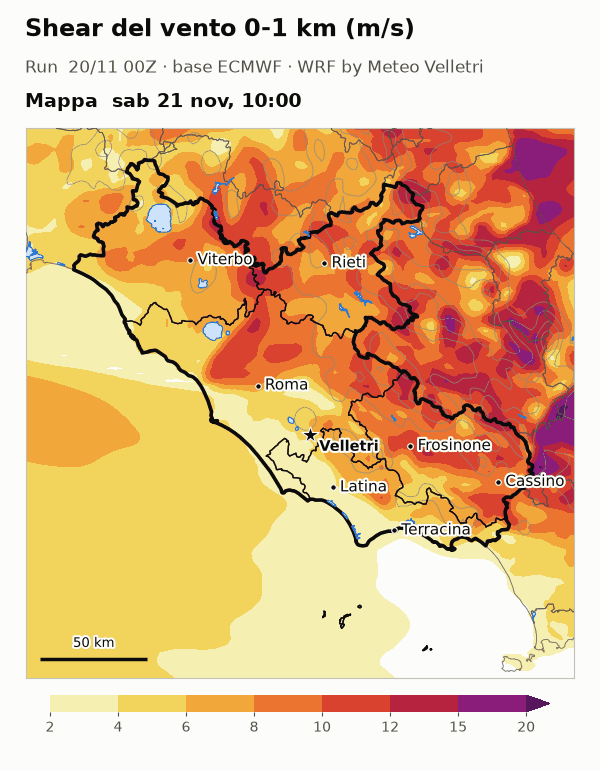 Shear del vento 0-1 km (m/s)
Run  20/11 00Z · base ECMWF · WRF by Meteo Velletri
Mappa  sab 21 nov, 10:00
Viterbo
Rieti
Roma
Velletri
Frosinone
Latina
Cassino
Terracina
50 km
2 4 6 8 10 12 15 20